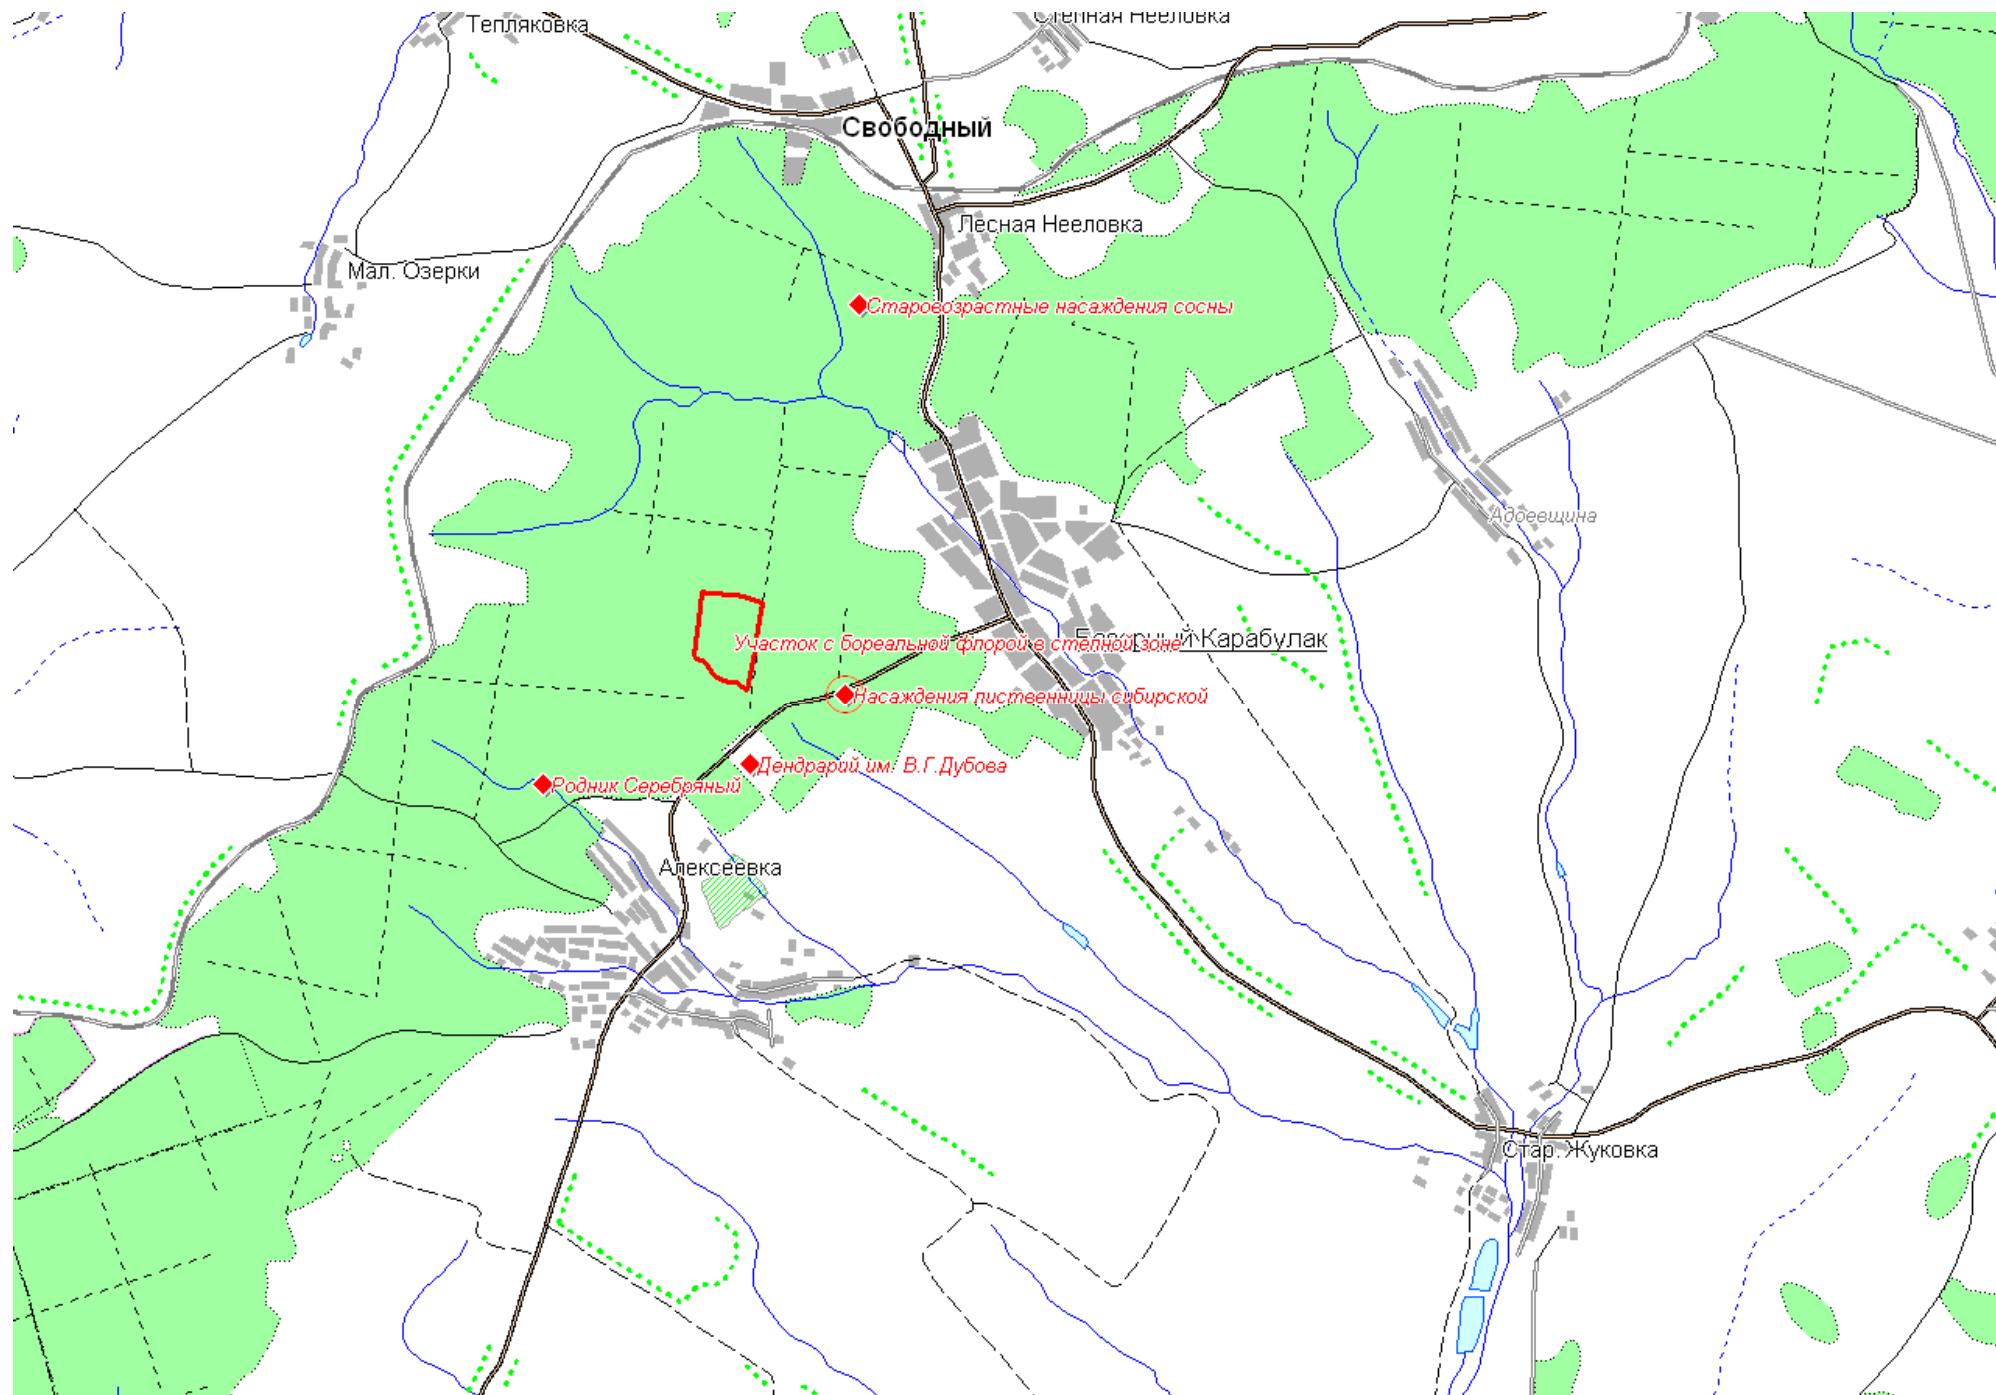 Тепляковка
Степная Нееловка
Свободный
Лесная Нееловка
Мал. Озерки
Старовозрастные насаждения сосны
Адоевщина
Базарный Карабулак
Участок с бореальной флорой в степной зоне
Насаждения лиственницы сибирской
Дендрарий им. В.Г.Дубова
Родник Серебряный
Алексеевка
Стар. Жуковка